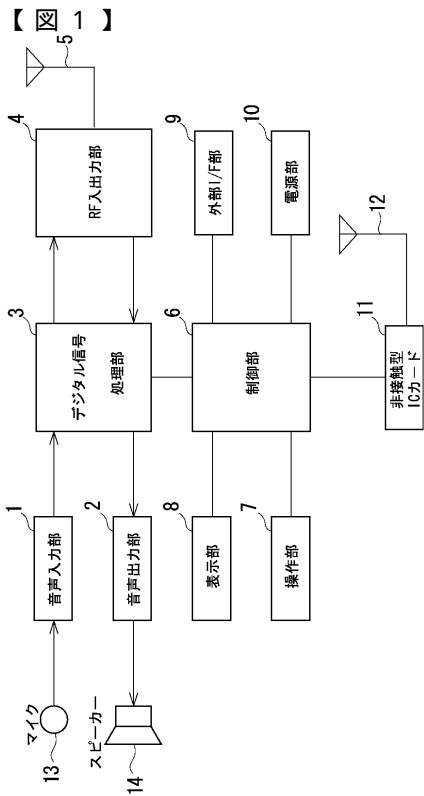 【図1】
5
4
RF入出力部
9
外部I/F部
10
電源部
12
3
デジタル信号
処理部
6
制御部
11
非接触型
ICカード
1
音声入力部
2
音声出力部
8
表示部
7
操作部
マイク
13
スピーカー
14